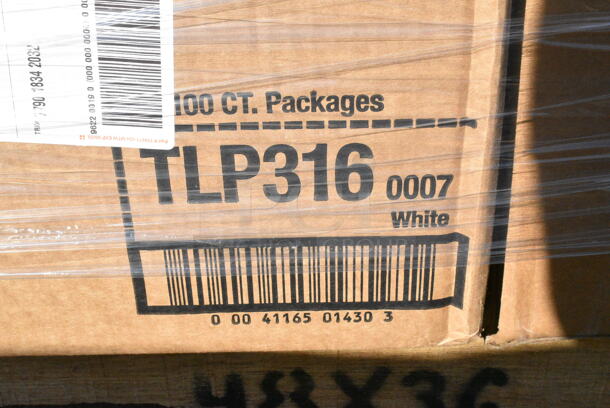 100 CT. Packages
TLP316 0007
White
0 00 41165 01430 3
48X36